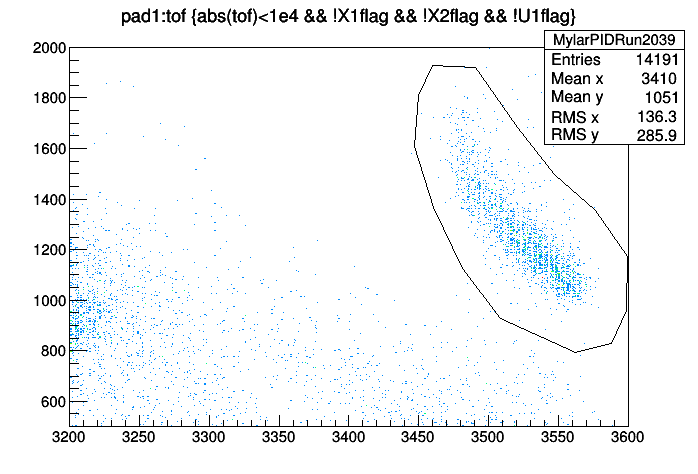 pad1:tof {abs(tof)<1e4 && !X1flag && !X2flag && !U1flag}
MylarPIDRun2039
Entries 14191
Mean x 3410
Mean y 1051
RMS x 136.3
RMS y 285.9
2000
1800
1600
1400
1200
1000
800
600
3200 3250 3300 3350 3400 3450 3500 3550 3600